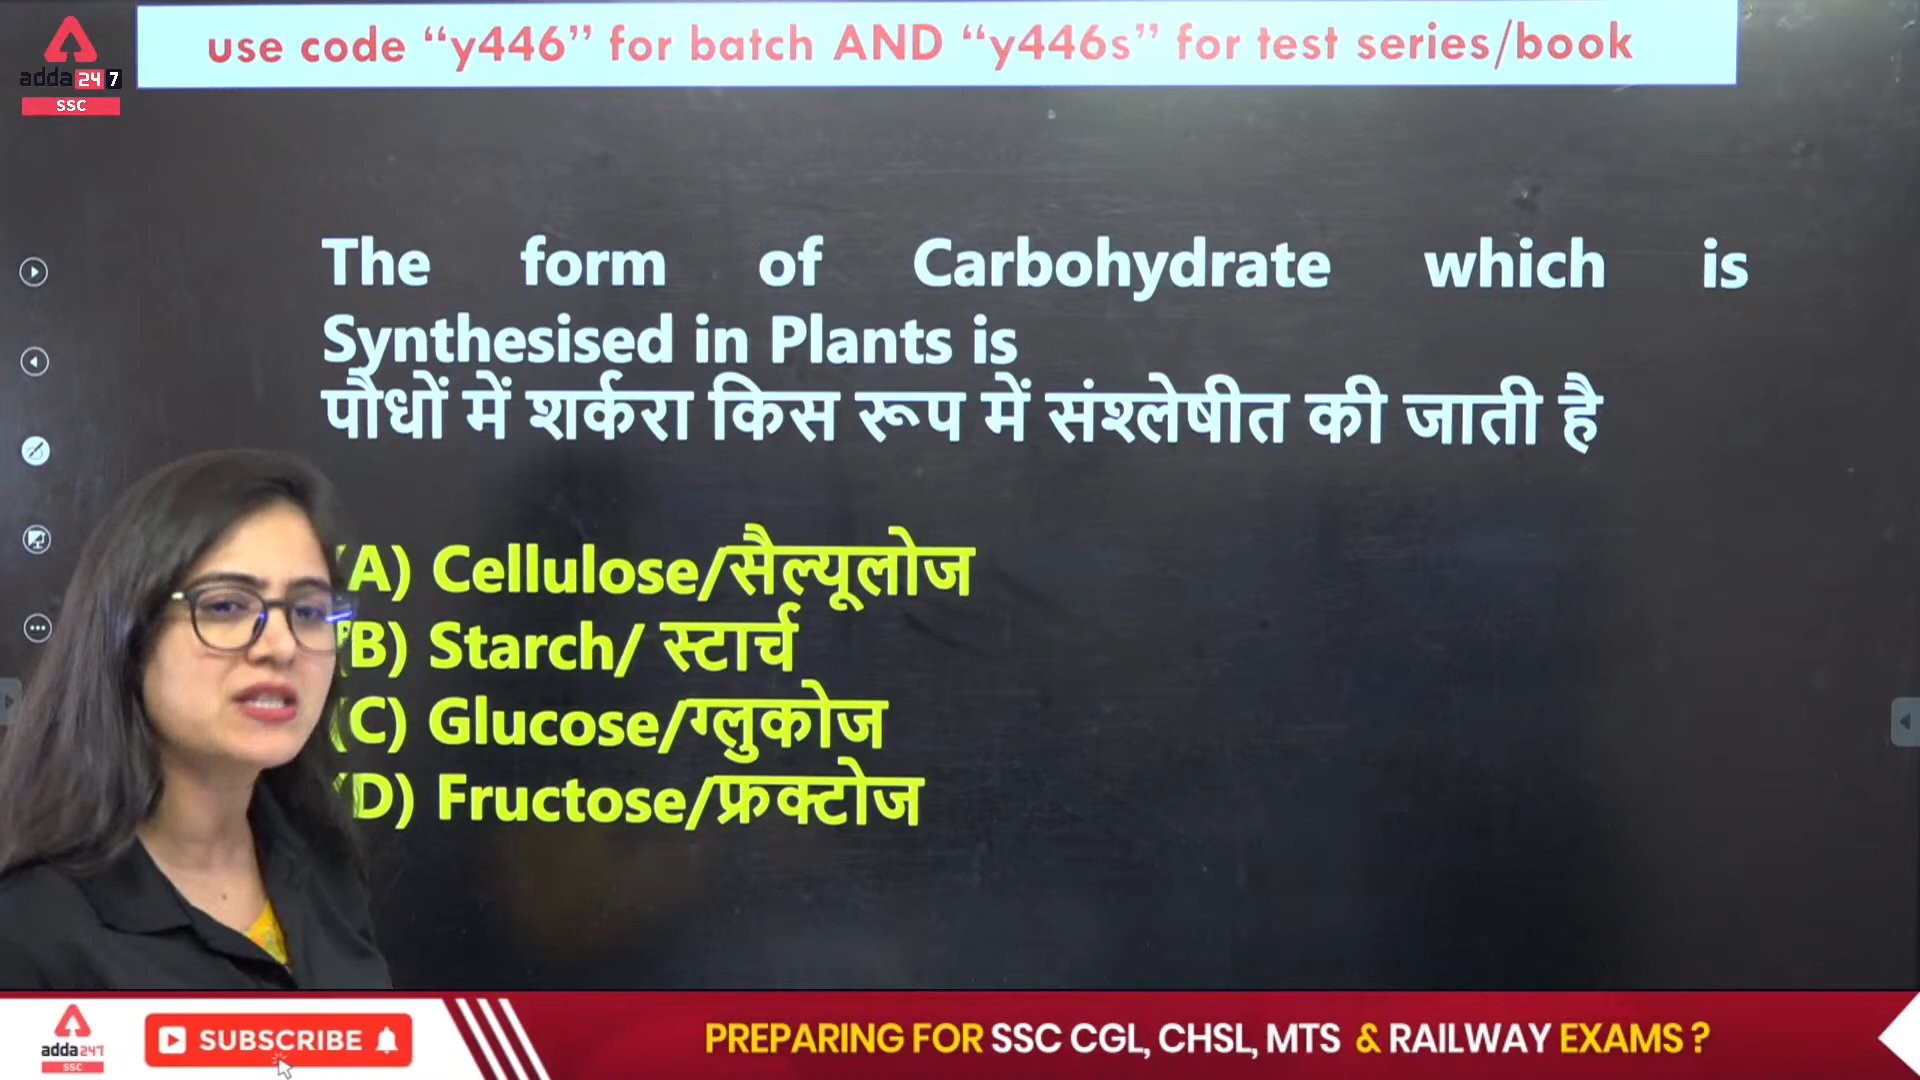 use code “y446” for batch AND “y446s” for test series/book
adda 247
SSC
The form of Carbohydrate which is
Synthesised in Plants is
पौधों में शर्करा किस रूप में संश्लेषीत की जाती है
(A) Cellulose/सैल्यूलोज
(B) Starch/ स्टार्च
(C) Glucose/ग्लुकोज
(D) Fructose/फ्रक्टोज
adda247
SSC
SUBSCRIBE
PREPARING FOR SSC CGL, CHSL, MTS & RAILWAY EXAMS ?